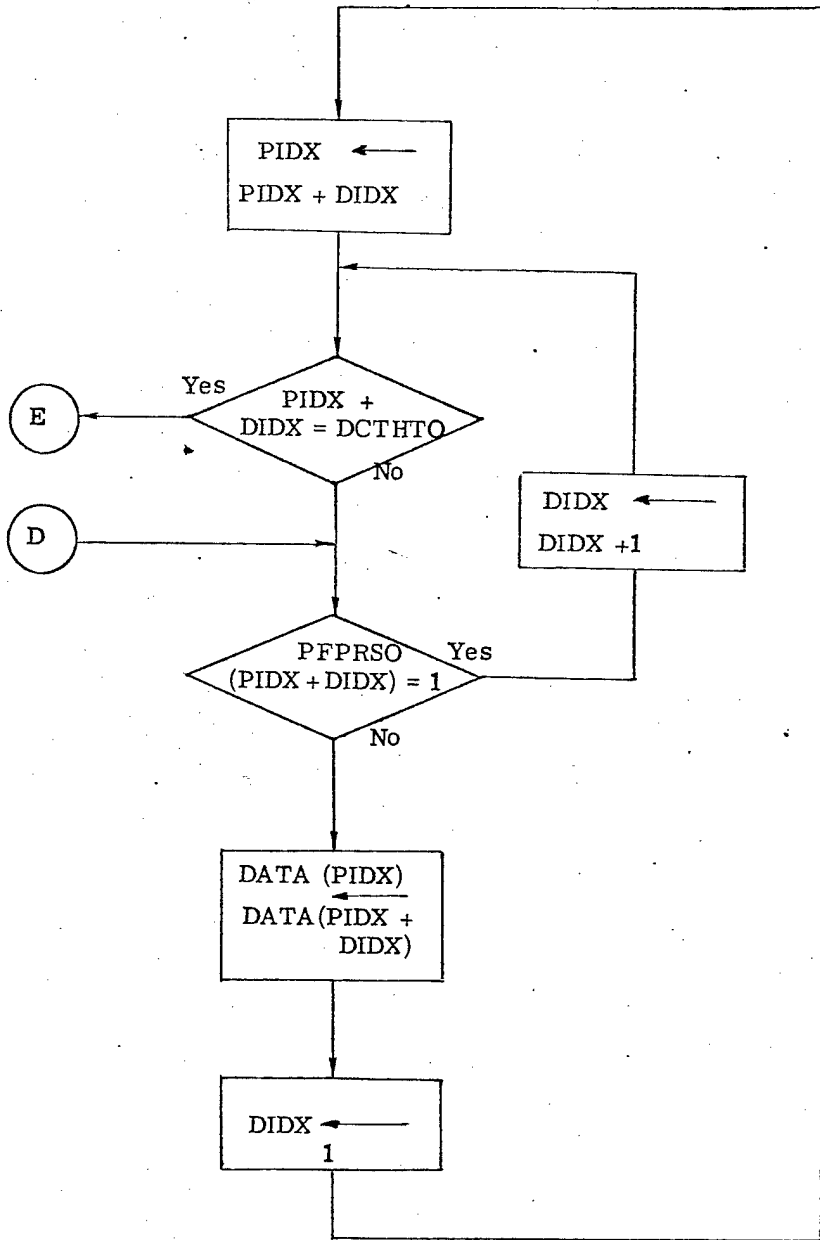 PIDX ←
PIDX + DIDX
Yes
PIDX +
DIDX = DCTHTO
E
No
DIDX ←
DIDX +1
D
PFPRSO
Yes
(PIDX + DIDX) = 1
No
DATA (PIDX)
←
DATA(PIDX +
DIDX)
DIDX ←
1